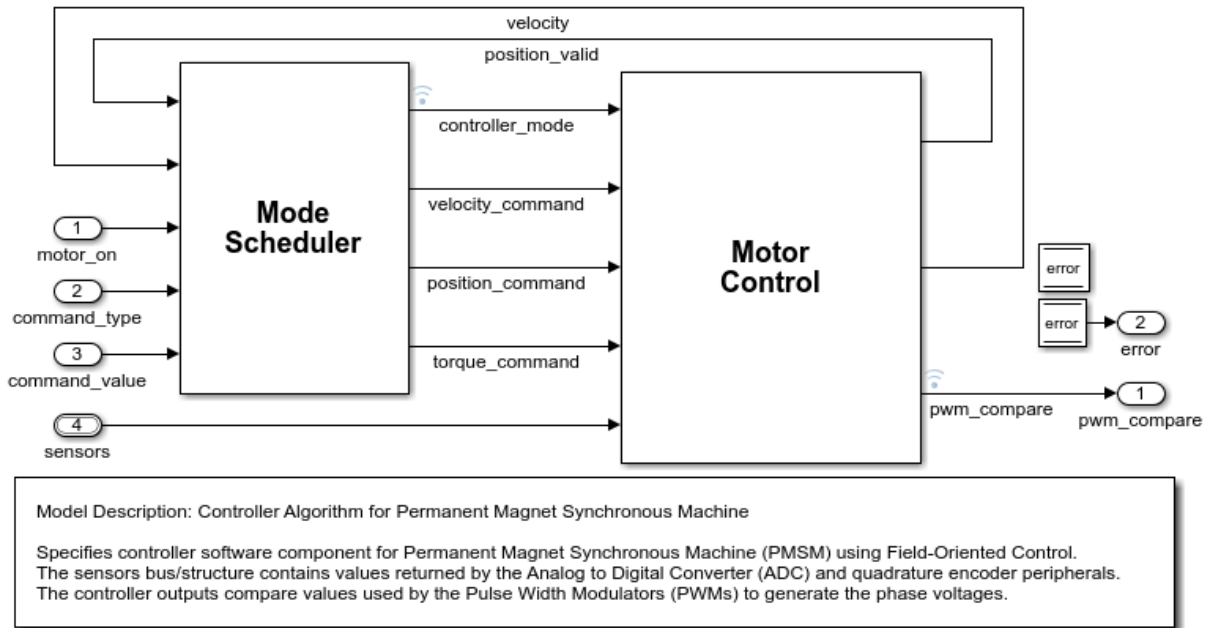 velocity
position_valid
controller_mode
Mode
Scheduler
velocity_command
1
motor_on
Motor
Control
error
position_command
2
command_type
error
2
error
3
command_value
torque_command
pwm_compare
1
pwm_compare
4
sensors
Model Description: Controller Algorithm for Permanent Magnet Synchronous Machine
Specifies controller software component for Permanent Magnet Synchronous Machine (PMSM) using Field-Oriented Control.
The sensors bus/structure contains values returned by the Analog to Digital Converter (ADC) and quadrature encoder peripherals.
The controller outputs compare values used by the Pulse Width Modulators (PWMs) to generate the phase voltages.